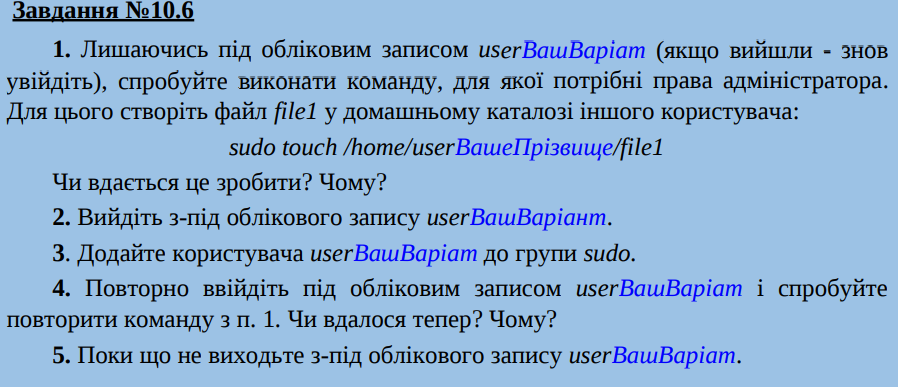 Завдання №10.6
1. Лишаючись під обліковим записом userВашВаріат (якщо вийшли - знов
увійдіть), спробуйте виконати команду, для якої потрібні права адміністратора.
Для цього створіть файл file1 у домашньому каталозі іншого користувача:
sudo touch /home/userВашеПрізвище/file1
Чи вдається це зробити? Чому?
2. Вийдіть з-під облікового запису userВашВаріант.
3. Додайте користувача userВашВаріат до групи sudo.
4. Повторно ввійдіть під обліковим записом userВашВаріат і спробуйте
повторити команду з п. 1. Чи вдалося тепер? Чому?
5. Поки що не виходьте з-під облікового запису userВашВаріат.